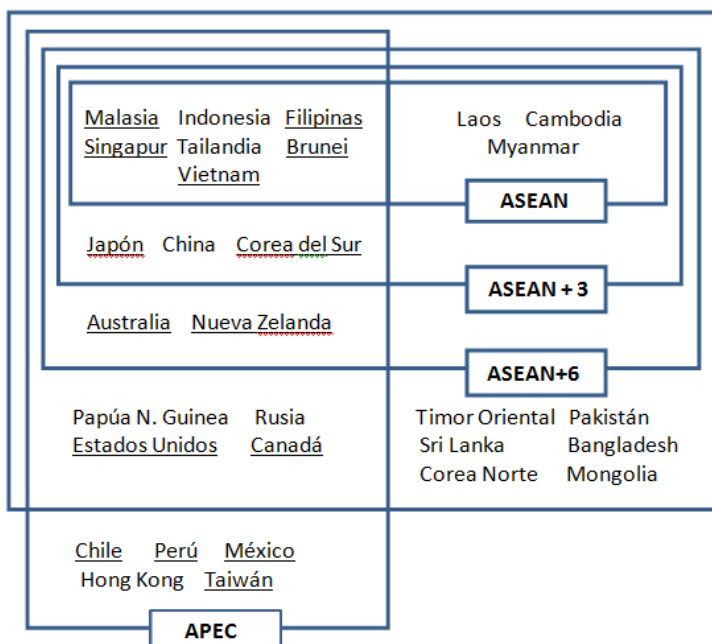 Malasia Indonesia Filipinas
Singapur Tailandia Brunei
Vietnam
Laos Cambodia
Myanmar
ASEAN
Japón China Corea del Sur
ASEAN + 3
Australia Nueva Zelanda
ASEAN+6
Papúa N. Guinea Rusia
Estados Unidos Canadá
Timor Oriental Pakistán
Sri Lanka Bangladesh
Corea Norte Mongolia
Chile Perú México
Hong Kong Taiwán
APEC